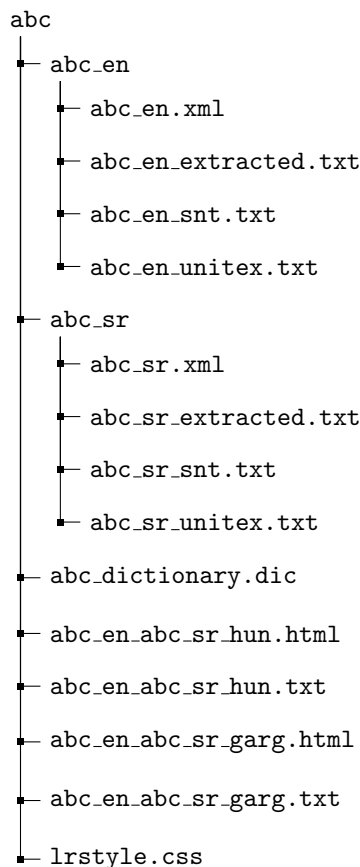 abc
abc_en
abc_en.xml
abc_en_extracted.txt
abc_en_snt.txt
abc_en_unitex.txt
abc_sr
abc_sr.xml
abc_sr_extracted.txt
abc_sr_snt.txt
abc_sr_unitex.txt
abc_dictionary.dic
abc_en_abc_sr_hun.html
abc_en_abc_sr_hun.txt
abc_en_abc_sr_garg.html
abc_en_abc_sr_garg.txt
lrstyle.css